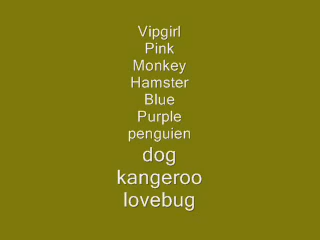 Vipgirl
Pink
Monkey
Hamster
Blue
Purple
penguien
dog
kangeroo
lovebug